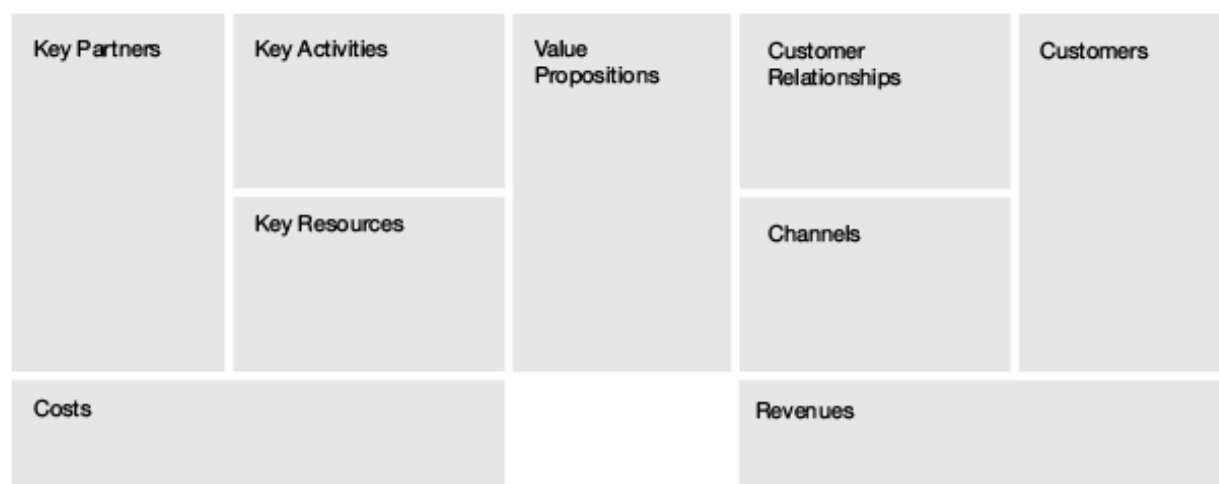 Key Partners
Key Activities
Value
Propositions
Customer
Relationships
Customers
Key Resources
Channels
Costs
Revenues